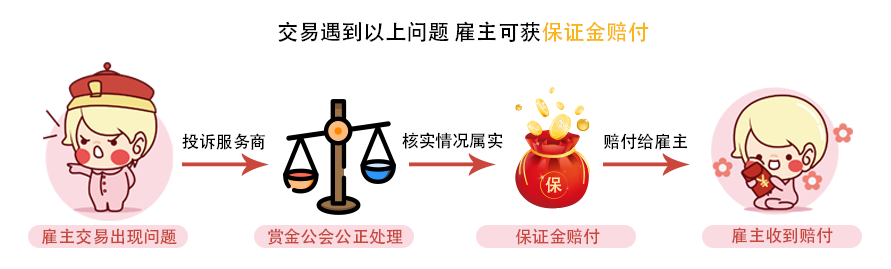 交易遇到以上问题 雇主可获保证金赔付
投诉服务商
核实情况属实
赔付给雇主
保
雇主交易出现问题
赏金公会公正处理
保证金赔付
雇主收到赔付